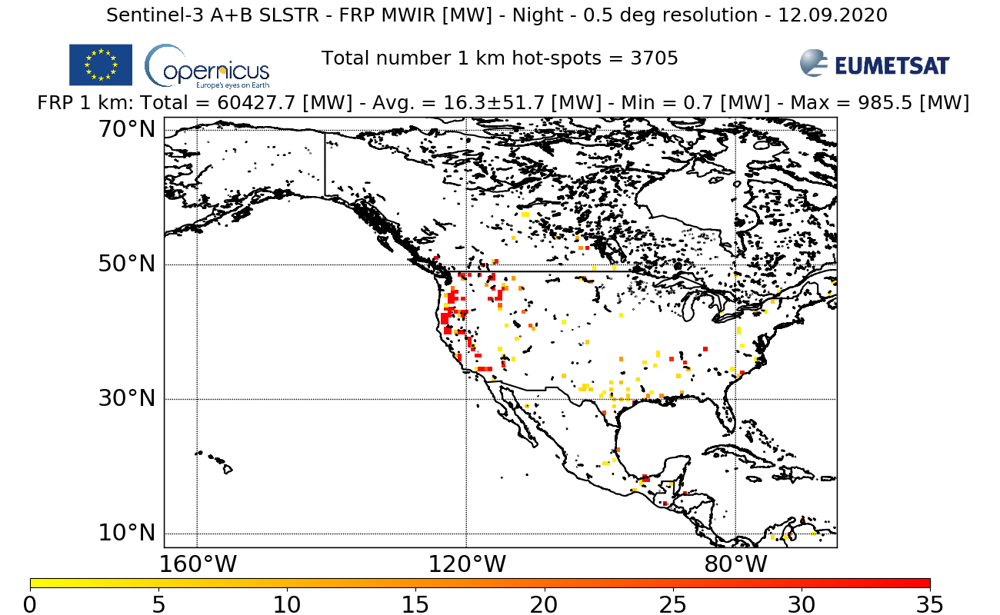 Sentinel-3 A+B SLSTR - FRP MWIR [MW] - Night - 0.5 deg resolution - 12.09.2020
opernicus
Europe's eyes on Earth
Total number 1 km hot-spots = 3705
EUMETSAT
FRP 1 km: Total = 60427.7 [MW] - Avg. = 16.3±51.7 [MW] - Min = 0.7 [MW] - Max = 985.5 [MW]
70°N
50°N
30°N
10°N
160°W 120°W 80°W
0 5 10 15 20 25 30 35